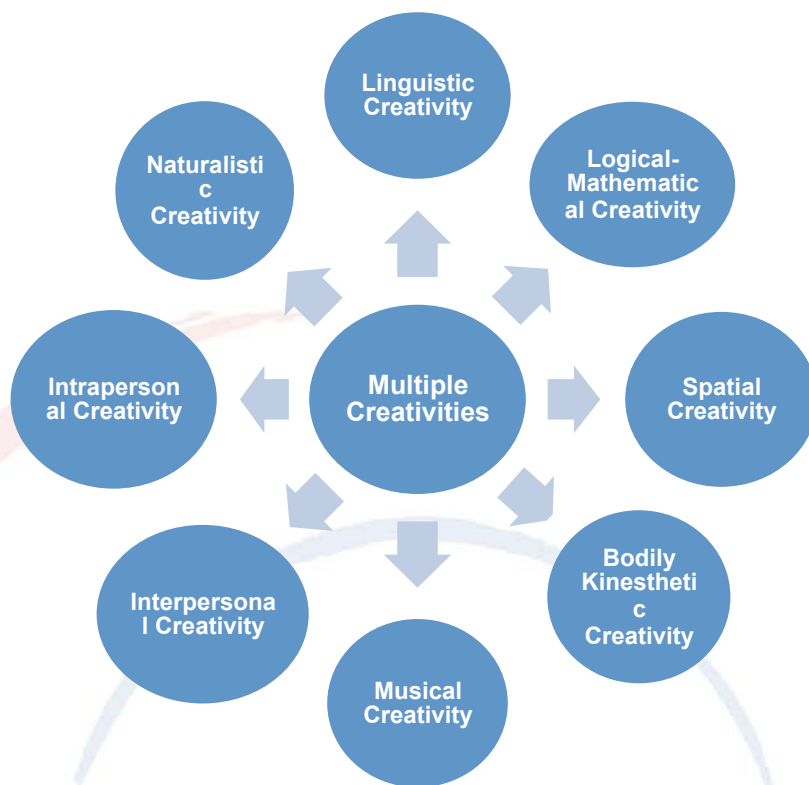 Linguistic
Creativity
Logical-
Mathematic
al Creativity
Spatial
Creativity
Bodily
Kinestheti
c
Creativity
Musical
Creativity
Interpersona
l Creativity
Intraperson
al Creativity
Naturalisti
c
Creativity
Multiple
Creativities